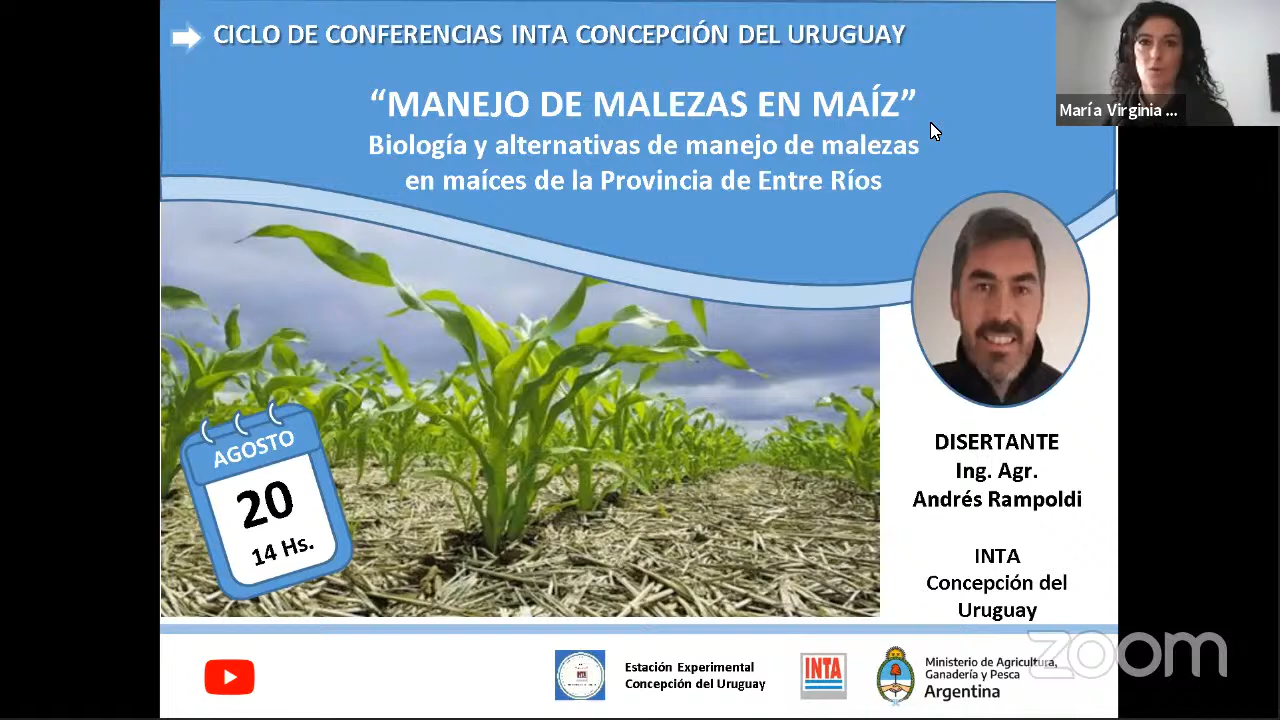 CICLO DE CONFERENCIAS INTA CONCEPCIÓN DEL URUGUAY
“MANEJO DE MALEZAS EN MAÍZ”
Biología y alternativas de manejo de malezas
en maíces de la Provincia de Entre Ríos
María Virginia ...
AGOSTO
20
14 Hs.
DISERTANTE
Ing. Agr.
Andrés Rampoldi
INTA
Concepción del
Uruguay
Estación Experimental
Concepción del Uruguay
INTA
Ministerio de Agricultura,
Ganadería y Pesca
Argentina
zoom